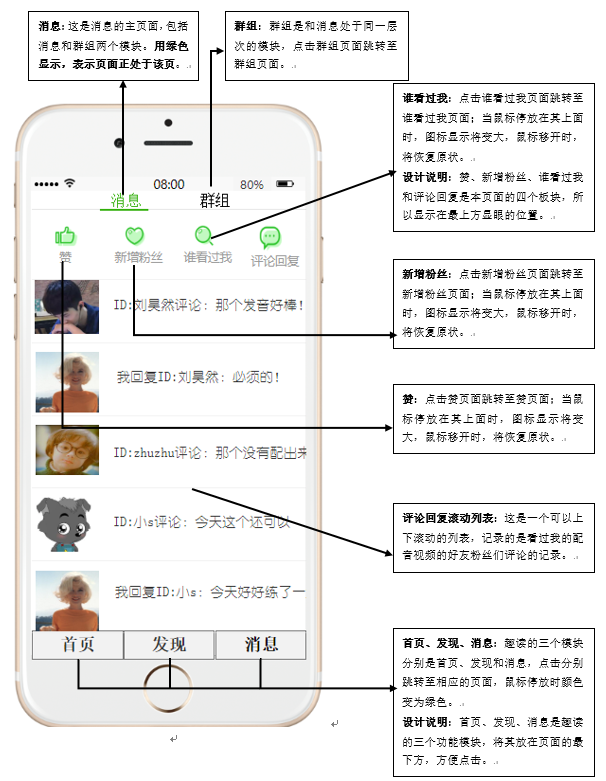 消息：这是消息的主页面，包括
消息和群组两个模块。用绿色
显示，表示页面正处于该页。
群组：群组是和消息处于同一层
次的模块，点击群组页面跳转至
群组页面。
谁看过我：点击谁看过我页面跳转至
谁看过我页面；当鼠标停放在其上面
时，图标显示将变大，鼠标移开时，
将恢复原状。
设计说明：赞、新增粉丝、谁看过我
和评论回复是本页面的四个板块，所
以显示在最上方显眼的位置。
08:00
80%
消息
群组
赞
新增粉丝
谁看过我
评论回复
ID:刘昊然评论：那个发音好棒！
我回复ID:刘昊然：必须的！
ID:zhuzhu评论：那个没有配出来
ID:小s评论：今天这个还可以
我回复ID:小s：今天好好练了一
首页
发现
消息
新增粉丝：点击新增粉丝页面跳转至
新增粉丝页面；当鼠标停放在其上面
时，图标显示将变大，鼠标移开时，
将恢复原状。
赞：点击赞页面跳转至赞页面；当鼠
标停放在其上面时，图标显示将变
大，鼠标移开时，将恢复原状。
评论回复滚动列表：这是一个可以上
下滚动的列表，记录的是看过我的配
音视频的好友粉丝们评论的记录。
首页、发现、消息：趣读的三个模块
分别是首页、发现和消息，点击分别
跳转至相应的页面，鼠标停放时颜色
变为绿色。
设计说明：首页、发现、消息是趣读
的三个功能模块，将其放在页面的最
下方，方便点击。